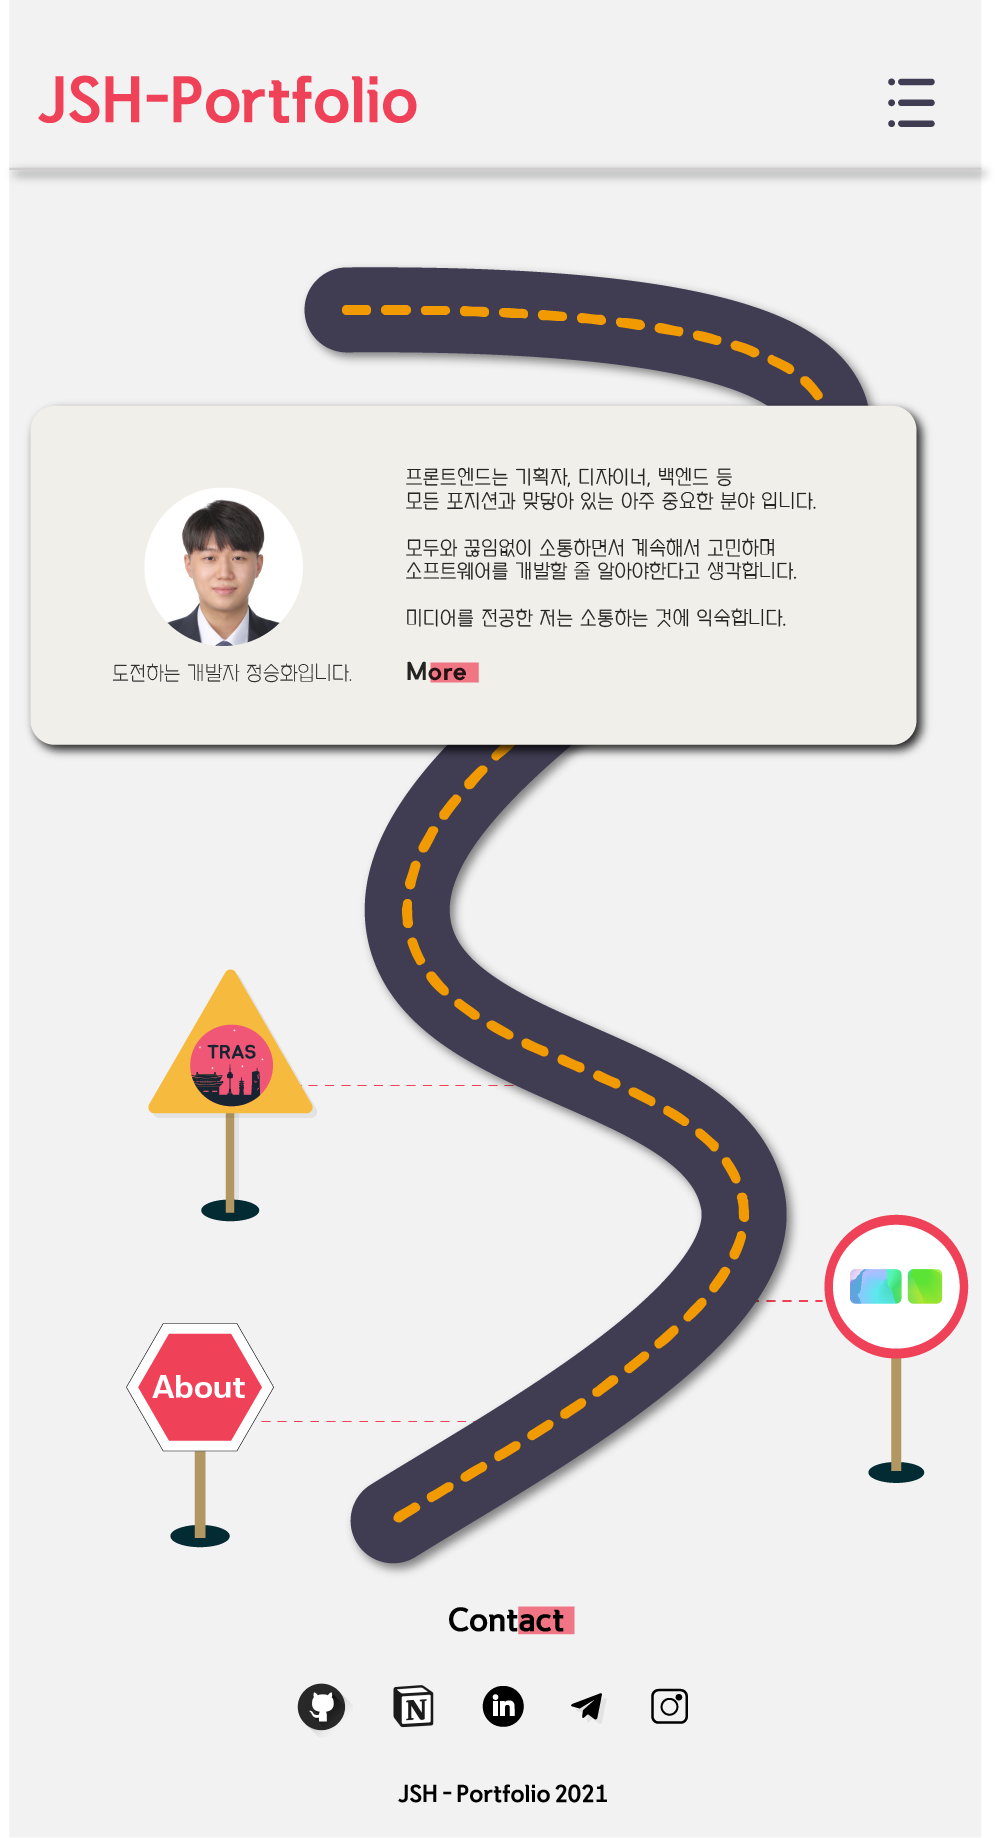 JSH-Portfolio
프론트엔드는 기획자, 디자이너, 백엔드 등
모든 포지션과 맞닿아 있는 아주 중요한 분야 입니다.
모두와 끊임없이 소통하면서 계속해서 고민하며
소프트웨어를 개발할 줄 알아야한다고 생각합니다.
미디어를 전공한 저는 소통하는 것에 익숙합니다.
도전하는 개발자 정승화입니다.
More
TRAS
About
Contact
N
in
JSH - Portfolio 2021